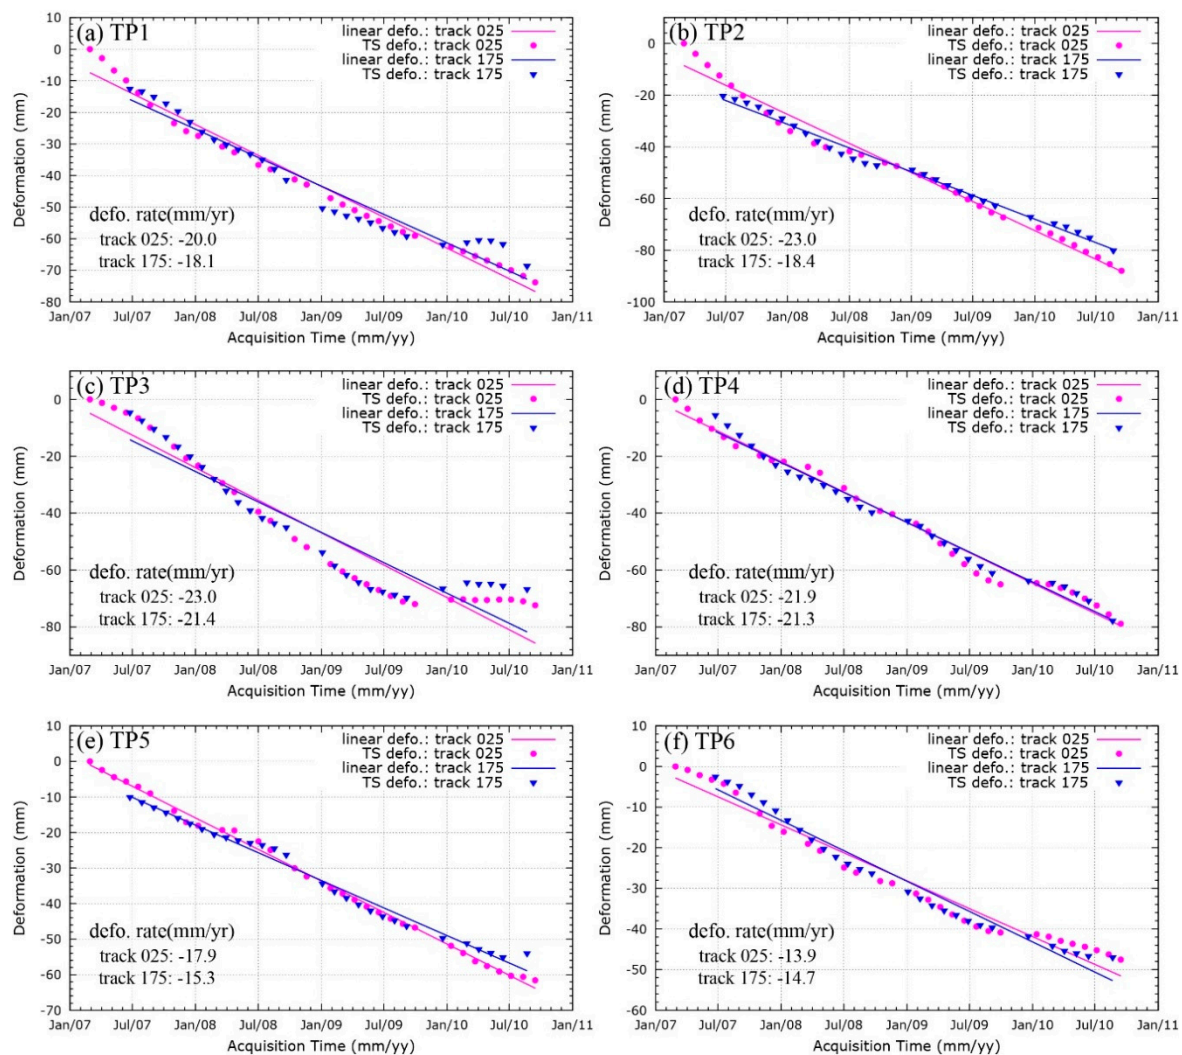 (a) TP1
linear defo.: track 025
TS defo.: track 025
linear defo.: track 175
TS defo.: track 175
10
0
-10
-20
-30
-40
-50
-60
-70
-80
Deformation (mm)
defo. rate(mm/yr)
track 025: -20.0
track 175: -18.1
Jan/07 Jul/07 Jan/08 Jul/08 Jan/09 Jul/09 Jan/10 Jul/10 Jan/11
Acquisition Time (mm/yy)
(b) TP2
linear defo.: track 025
TS defo.: track 025
linear defo.: track 175
TS defo.: track 175
0
-20
-40
-60
-80
-100
Deformation (mm)
defo. rate(mm/yr)
track 025: -23.0
track 175: -18.4
Jan/07 Jul/07 Jan/08 Jul/08 Jan/09 Jul/09 Jan/10 Jul/10 Jan/11
Acquisition Time (mm/yy)
(c) TP3
linear defo.: track 025
TS defo.: track 025
linear defo.: track 175
TS defo.: track 175
0
-20
-40
-60
-80
Deformation (mm)
defo. rate(mm/yr)
track 025: -23.0
track 175: -21.4
Jan/07 Jul/07 Jan/08 Jul/08 Jan/09 Jul/09 Jan/10 Jul/10 Jan/11
Acquisition Time (mm/yy)
(d) TP4
linear defo.: track 025
TS defo.: track 025
linear defo.: track 175
TS defo.: track 175
0
-20
-40
-60
-80
Deformation (mm)
defo. rate(mm/yr)
track 025: -21.9
track 175: -21.3
Jan/07 Jul/07 Jan/08 Jul/08 Jan/09 Jul/09 Jan/10 Jul/10 Jan/11
Acquisition Time (mm/yy)
(e) TP5
linear defo.: track 025
TS defo.: track 025
linear defo.: track 175
TS defo.: track 175
10
0
-10
-20
-30
-40
-50
-60
-70
Deformation (mm)
defo. rate(mm/yr)
track 025: -17.9
track 175: -15.3
Jan/07 Jul/07 Jan/08 Jul/08 Jan/09 Jul/09 Jan/10 Jul/10 Jan/11
Acquisition Time (mm/yy)
(f) TP6
linear defo.: track 025
TS defo.: track 025
linear defo.: track 175
TS defo.: track 175
10
0
-10
-20
-30
-40
-50
-60
Deformation (mm)
defo. rate(mm/yr)
track 025: -13.9
track 175: -14.7
Jan/07 Jul/07 Jan/08 Jul/08 Jan/09 Jul/09 Jan/10 Jul/10 Jan/11
Acquisition Time (mm/yy)